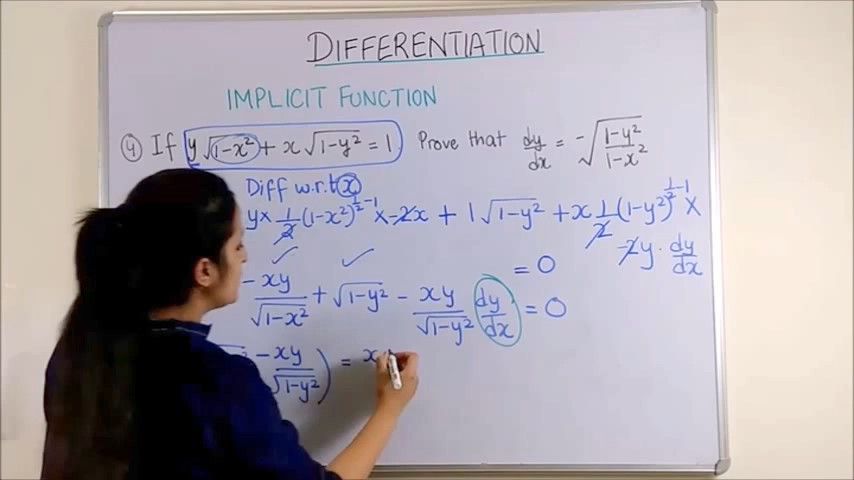 DIFFERENTIATION
IMPLICIT FUNCTION
④ If y√(1-x²) + x√(1-y²) = 1 Prove that dy/dx = -√((1-y²)/(1-x²))
Diff w.r.t x
y × 1/2 (1-x²)^(1/2 -1) × -2x + 1√(1-y²) + x 1/2 (1-y²)^(1/2 -1) ×
-2y · dy/dx
= 0
-xy/√(1-x²) + √(1-y²) - xy/√(1-y²) dy/dx = 0
- xy/√(1-y²)) = x